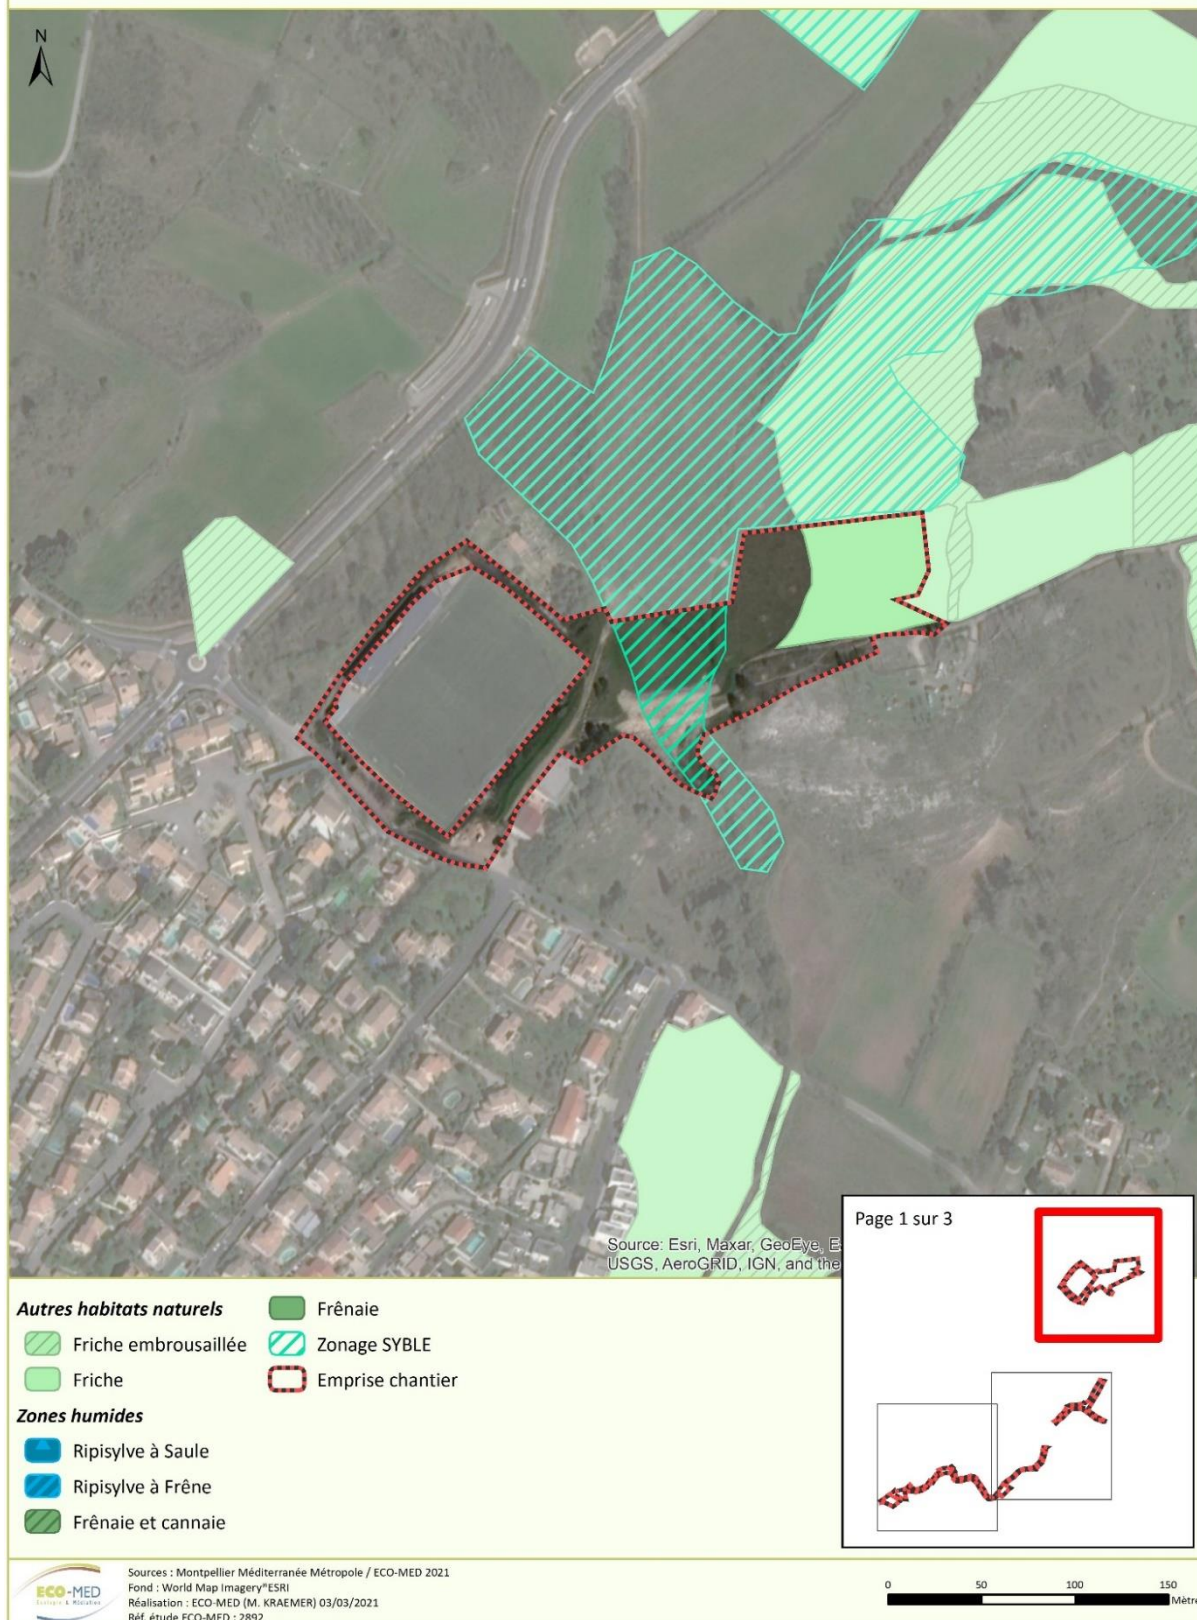 N
Source: Esri, Maxar, GeoEye, E
USGS, AeroGRID, IGN, and the
Page 1 sur 3
Autres habitats naturels
Friche embrousaillée
Friche
Zones humides
Ripisylve à Saule
Ripisylve à Frêne
Frênaie et cannaie
Frênaie
Zonage SYBLE
Emprise chantier
ECO-MED
Ecologie & Médiation
Sources : Montpellier Méditerranée Métropole / ECO-MED 2021
Fond : World Map Imagery®ESRI
Réalisation : ECO-MED (M. KRAEMER) 03/03/2021
Réf. étude ECO-MED : 2892
0 50 100 150
Mètre